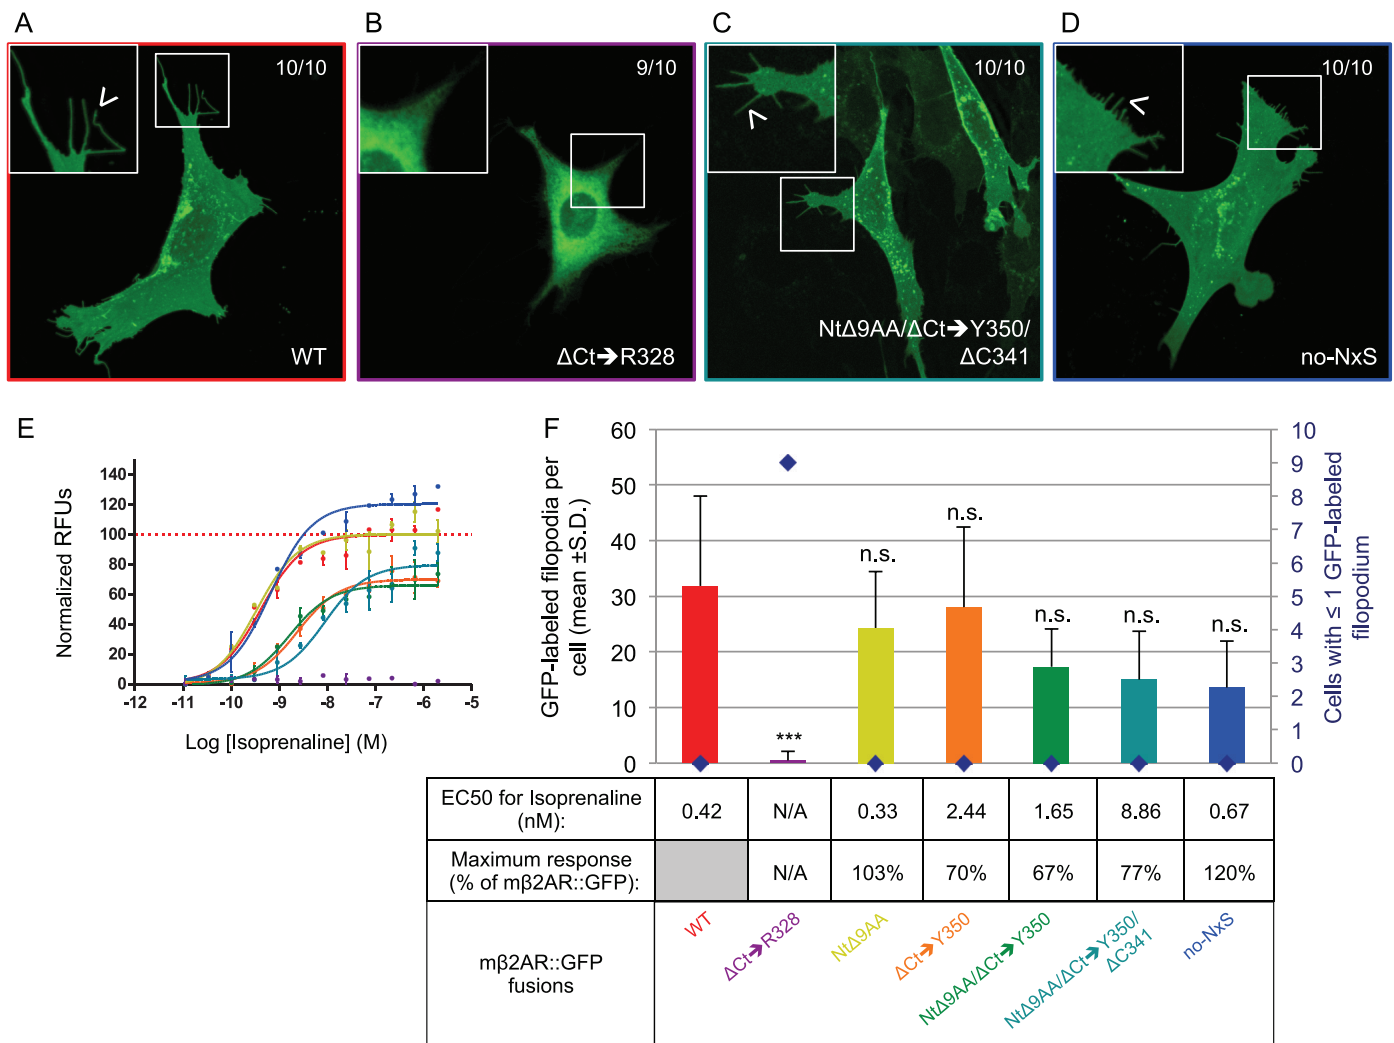 A
B
C
D
10/10
9/10
10/10
10/10
WT
ΔCt➔R328
NtΔ9AA/ΔCt➔Y350/
ΔC341
no-NxS
E
Normalized RFUs
140
120
100
80
60
40
20
0
-12 -11 -10 -9 -8 -7 -6 -5
Log [Isoprenaline] (M)
F
GFP-labeled filopodia per
cell (mean ±S.D.)
60
50
40
30
20
10
0
***
n.s.
n.s.
n.s.
n.s.
n.s.
10
9
8
7
6
5
4
3
2
1
0
Cells with ≤ 1 GFP-labeled
filopodium
EC50 for Isoprenaline
(nM):
0.42 N/A 0.33 2.44 1.65 8.86 0.67
Maximum response
(% of mβ2AR::GFP):
N/A 103% 70% 67% 77% 120%
mβ2AR::GFP
fusions
WT
ΔCt➔R328
NtΔ9AA
ΔCt➔Y350
NtΔ9AA/ΔCt➔Y350
NtΔ9AA/ΔCt➔Y350/
ΔC341
no-NxS